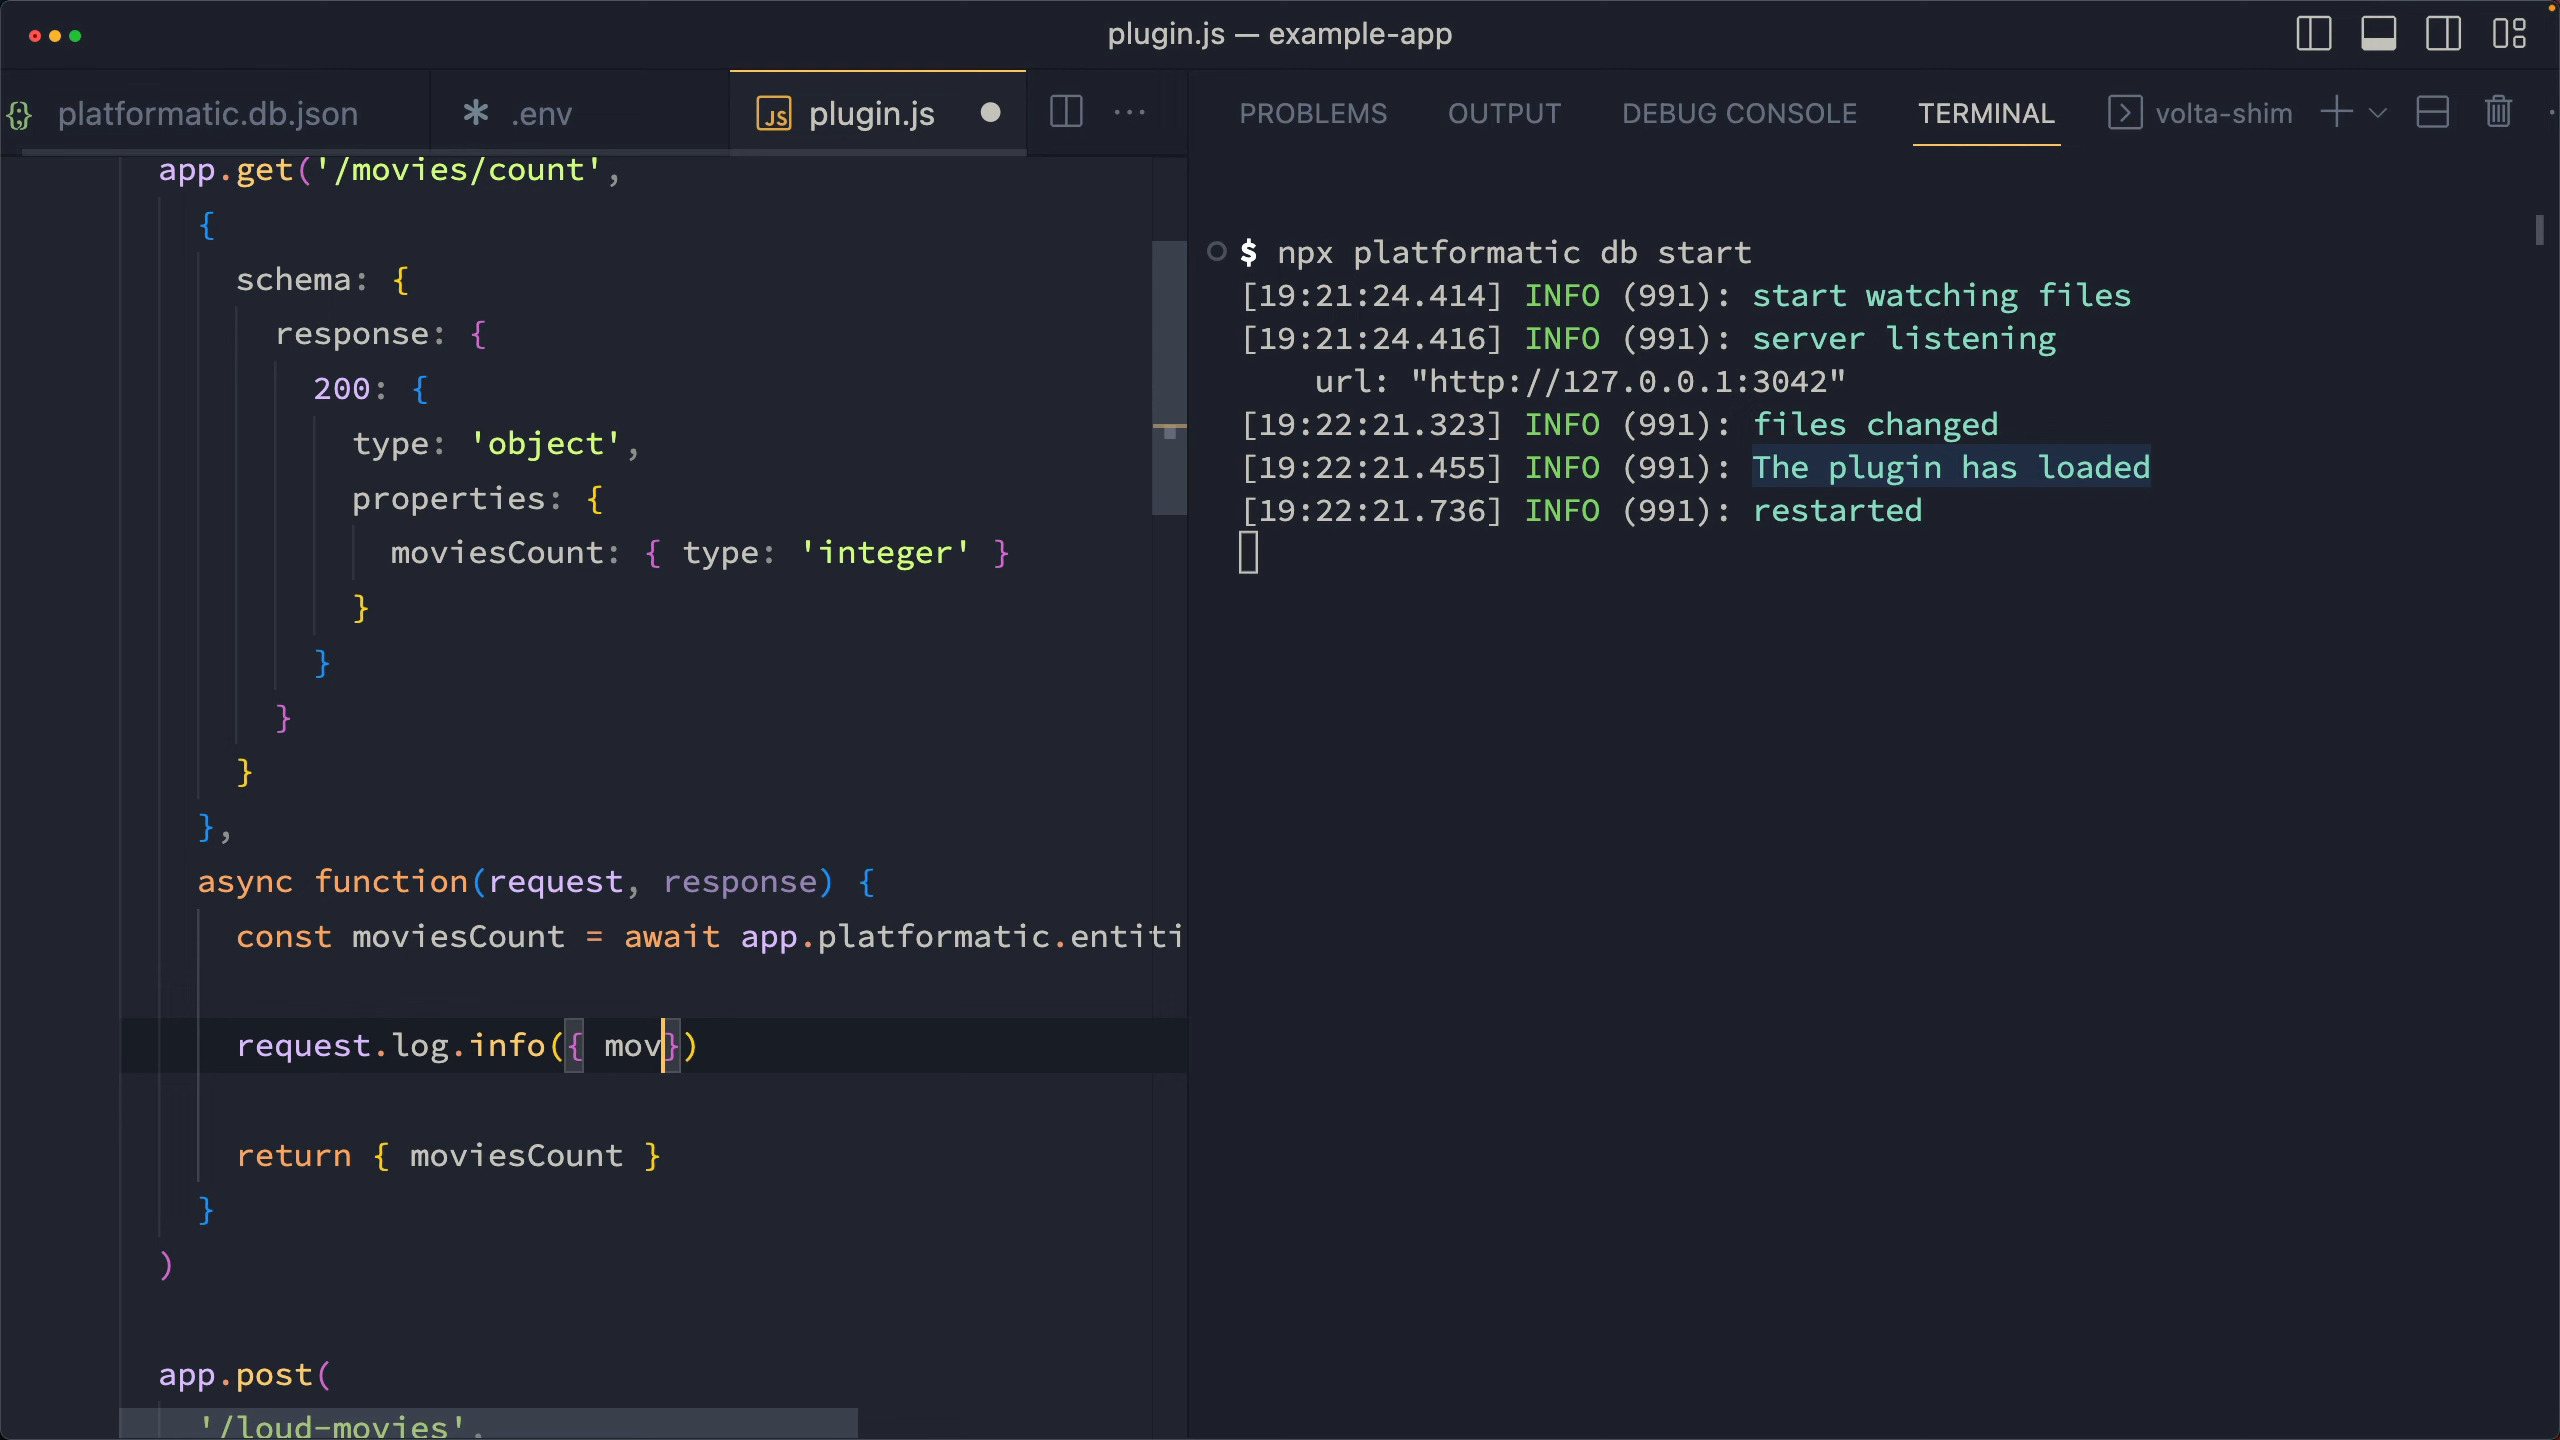 plugin.js — example-app
platformatic.db.json
.env
JS plugin.js
PROBLEMS OUTPUT DEBUG CONSOLE TERMINAL volta-shim
app.get('/movies/count',
{
schema: {
response: {
200: {
type: 'object',
properties: {
moviesCount: { type: 'integer' }
}
}
}
}
},
async function(request, response) {
const moviesCount = await app.platformatic.entiti
request.log.info({ mov})
return { moviesCount }
}
)
app.post(
'/loud-movies',
$ npx platformatic db start
[19:21:24.414] INFO (991): start watching files
[19:21:24.416] INFO (991): server listening
url: "http://127.0.0.1:3042"
[19:22:21.323] INFO (991): files changed
[19:22:21.455] INFO (991): The plugin has loaded
[19:22:21.736] INFO (991): restarted